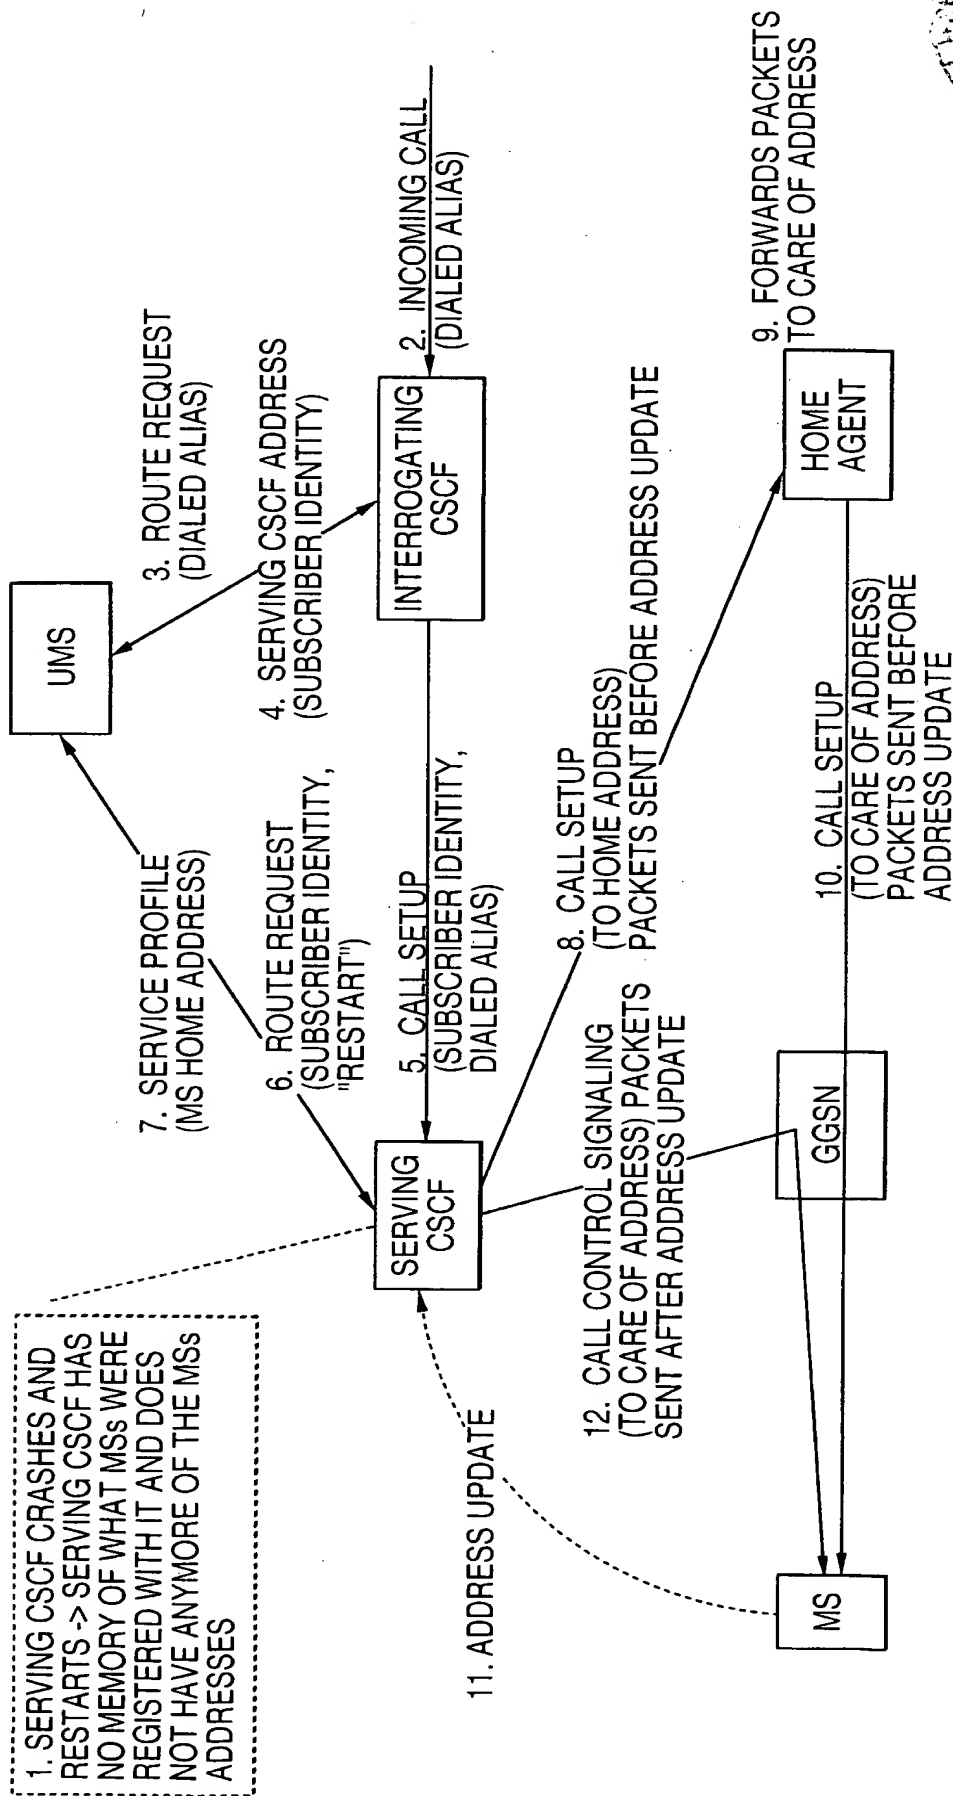 1. SERVING CSCF CRASHES AND
RESTARTS -> SERVING CSCF HAS
NO MEMORY OF WHAT MSs WERE
REGISTERED WITH IT AND DOES
NOT HAVE ANYMORE OF THE MSs
ADDRESSES
7. SERVICE PROFILE
(MS HOME ADDRESS)
UMS
3. ROUTE REQUEST
(DIALED ALIAS)
6. ROUTE REQUEST
(SUBSCRIBER IDENTITY,
"RESTART")
4. SERVING CSCF ADDRESS
(SUBSCRIBER IDENTITY)
SERVING
CSCF
5. CALL SETUP
(SUBSCRIBER IDENTITY,
DIALED ALIAS)
INTERROGATING
CSCF
2. INCOMING CALL
(DIALED ALIAS)
11. ADDRESS UPDATE
12. CALL CONTROL SIGNALING
(TO CARE OF ADDRESS) PACKETS
SENT AFTER ADDRESS UPDATE
8. CALL SETUP
(TO HOME ADDRESS)
PACKETS SENT BEFORE ADDRESS UPDATE
9. FORWARDS PACKETS
TO CARE OF ADDRESS
MS
GGSN
10. CALL SETUP
(TO CARE OF ADDRESS)
PACKETS SENT BEFORE
ADDRESS UPDATE
HOME
AGENT